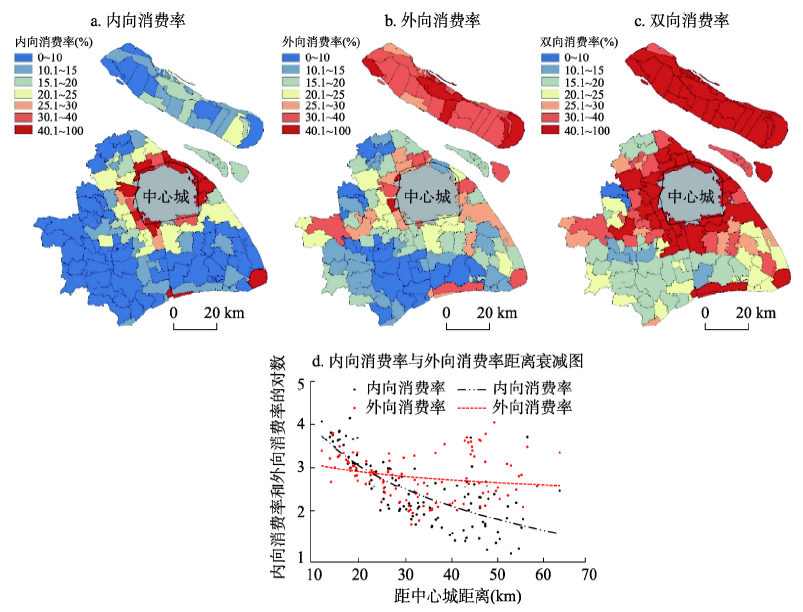 a. 内向消费率
内向消费率(%)
0~10
10.1~15
15.1~20
20.1~25
25.1~30
30.1~40
40.1~100
中心城
0 20 km
b. 外向消费率
外向消费率(%)
0~10
10.1~15
15.1~20
20.1~25
25.1~30
30.1~40
40.1~100
中心城
0 20 km
c. 双向消费率
双向消费率(%)
0~10
10.1~15
15.1~20
20.1~25
25.1~30
30.1~40
40.1~100
中心城
0 20 km
d. 内向消费率与外向消费率距离衰减图
内向消费率 内向消费率
外向消费率 外向消费率
内向消费率和外向消费率的对数
5
4
3
2
1
10 20 30 40 50 60 70
距中心城距离(km)